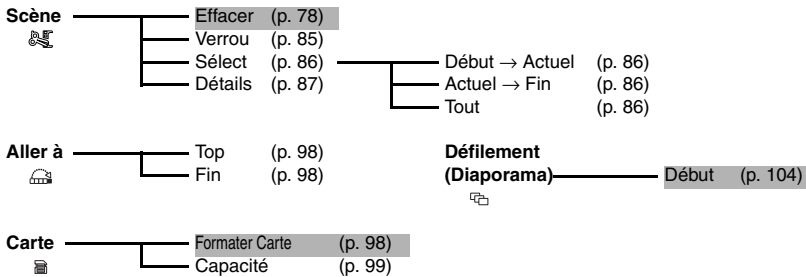 Scène Effacer (p. 78)
Verrou (p. 85)
Sélect (p. 86) Début → Actuel (p. 86)
Détails (p. 87) Actuel → Fin (p. 86)
Tout (p. 86)
Aller à Top (p. 98) Défilement
Fin (p. 98) (Diaporama) Début (p. 104)
Carte Formater Carte (p. 98)
Capacité (p. 99)